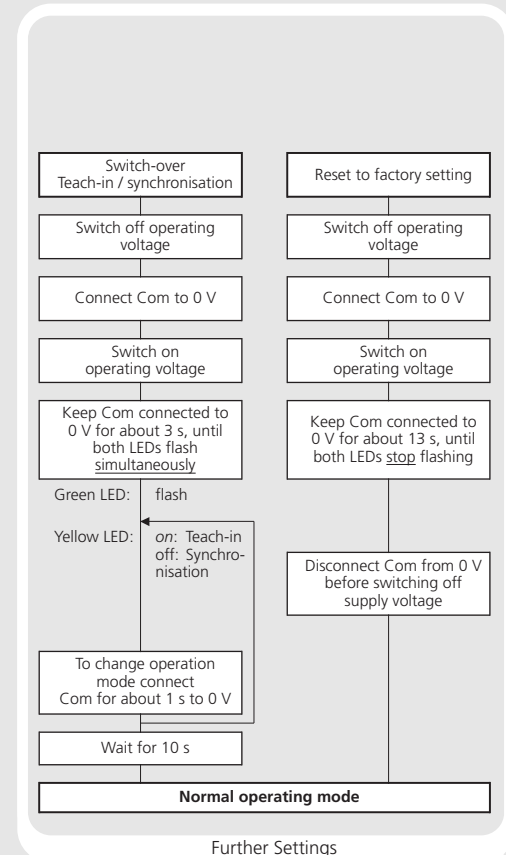 Switch-over
Teach-in / synchronisation
Switch off operating
voltage
Connect Com to 0 V
Switch on
operating voltage
Keep Com connected to
0 V for about 3 s, until
both LEDs flash
simultaneously
Green LED: flash
Yellow LED: on: Teach-in
off: Synchro-
nisation
To change operation
mode connect
Com for about 1 s to 0 V
Wait for 10 s
Reset to factory setting
Switch off operating
voltage
Connect Com to 0 V
Switch on
operating voltage
Keep Com connected to
0 V for about 13 s, until
both LEDs stop flashing
Disconnect Com from 0 V
before switching off
supply voltage
Normal operating mode
Further Settings